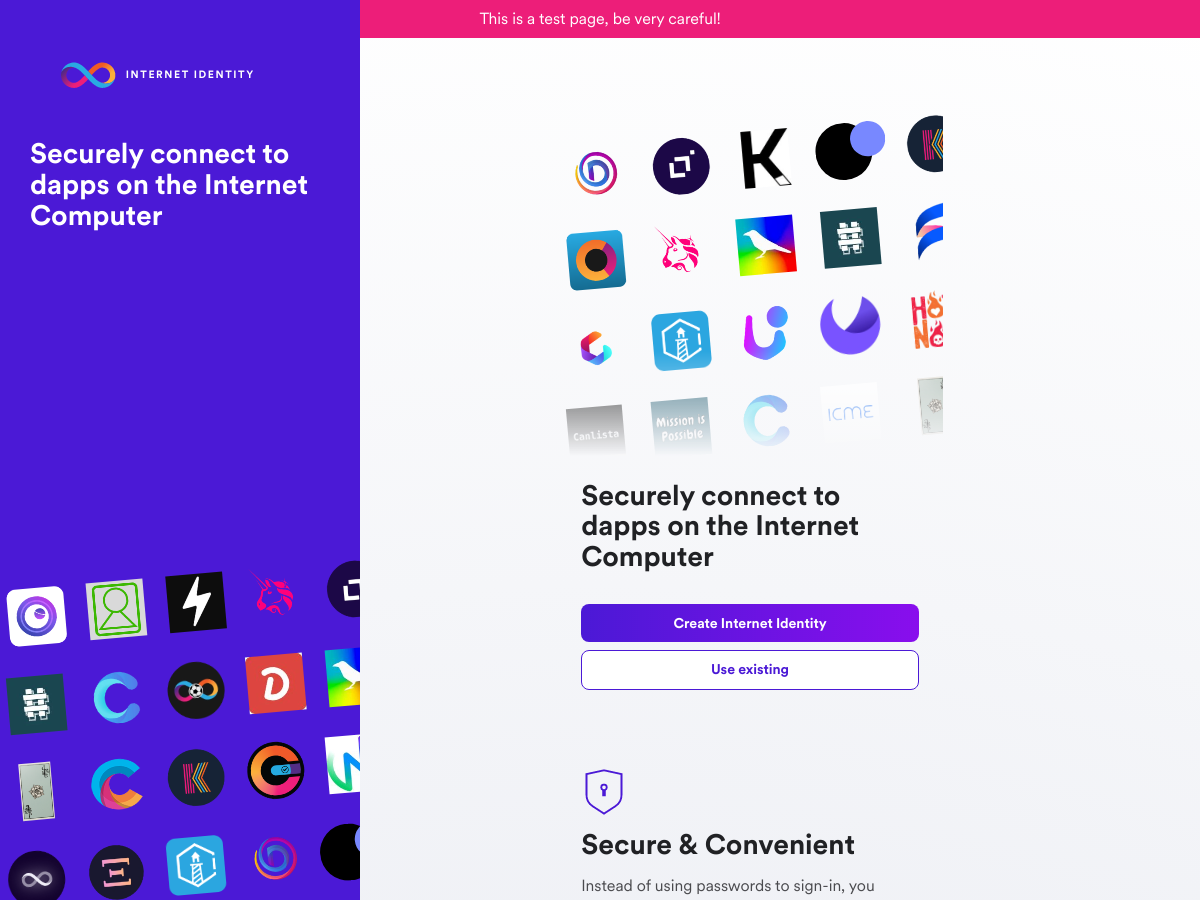 This is a test page, be very careful!
INTERNET IDENTITY
Securely connect to
dapps on the Internet
Computer
Canlista
Mission is
Possible
ICME
Securely connect to
dapps on the Internet
Computer
Create Internet Identity
Use existing
Secure & Convenient
Instead of using passwords to sign-in, you